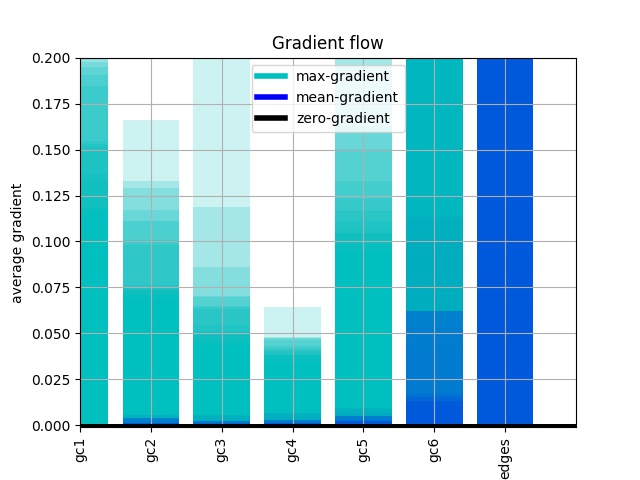 Gradient flow
max-gradient
mean-gradient
zero-gradient
average gradient
0.200
0.175
0.150
0.125
0.100
0.075
0.050
0.025
0.000
gc1
gc2
gc3
gc4
gc5
gc6
edges